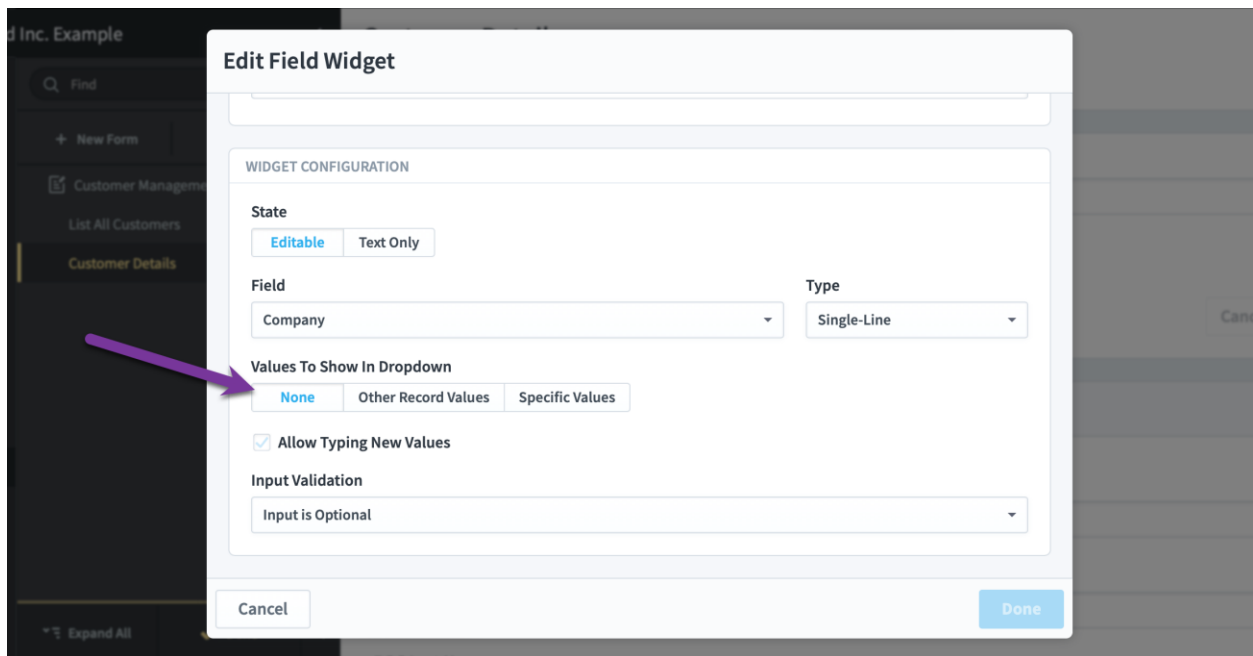 d Inc. Example
Edit Field Widget
Find
+ New Form
WIDGET CONFIGURATION
Customer Manageme
State
List All Customers
Editable Text Only
Customer Details
Field Type
Company Single-Line
Canc
Values To Show In Dropdown
None Other Record Values Specific Values
Allow Typing New Values
Input Validation
Input is Optional
Cancel Done
Expand All